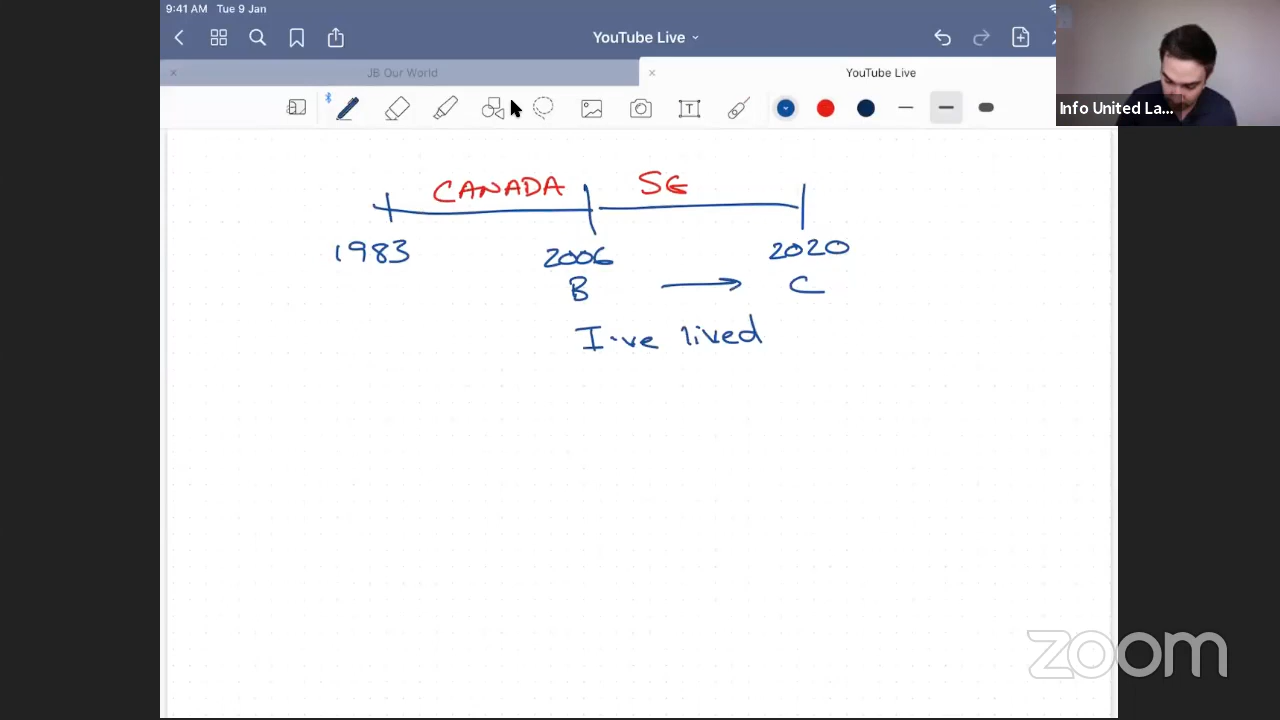 9:41 AM Tue 9 Jan
YouTube Live
JB Our World
YouTube Live
Info United La...
CANADA SG
1983 2006 2020
B C
I've lived
zoom